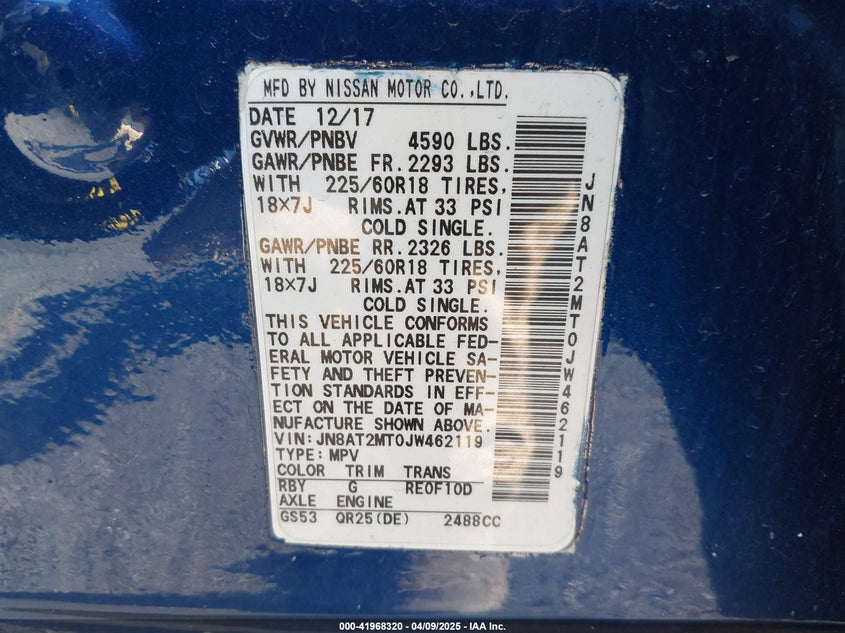 MFD BY NISSAN MOTOR CO.,LTD.
DATE 12/17
GVWR/PNBV 4590 LBS.
GAWR/PNBE FR.2293 LBS.
WITH 225/60R18 TIRES,
18×7J RIMS.AT 33 PSI
COLD SINGLE.
GAWR/PNBE RR.2326 LBS.
WITH 225/60R18 TIRES,
18×7J RIMS.AT 33 PSI
COLD SINGLE.
THIS VEHICLE CONFORMS
TO ALL APPLICABLE FED-
ERAL MOTOR VEHICLE SA-
FETY AND THEFT PREVEN-
TION STANDARDS IN EFF-
ECT ON THE DATE OF MA-
NUFACTURE SHOWN ABOVE.
VIN:JN8AT2MT0JW462119
TYPE:MPV
COLOR TRIM TRANS
RBY G RE0F10D
AXLE ENGINE
GS53 QR25(DE) 2488CC
JN8AT2MT0JW462119
000-41968320 - 04/09/2025 - IAA Inc.